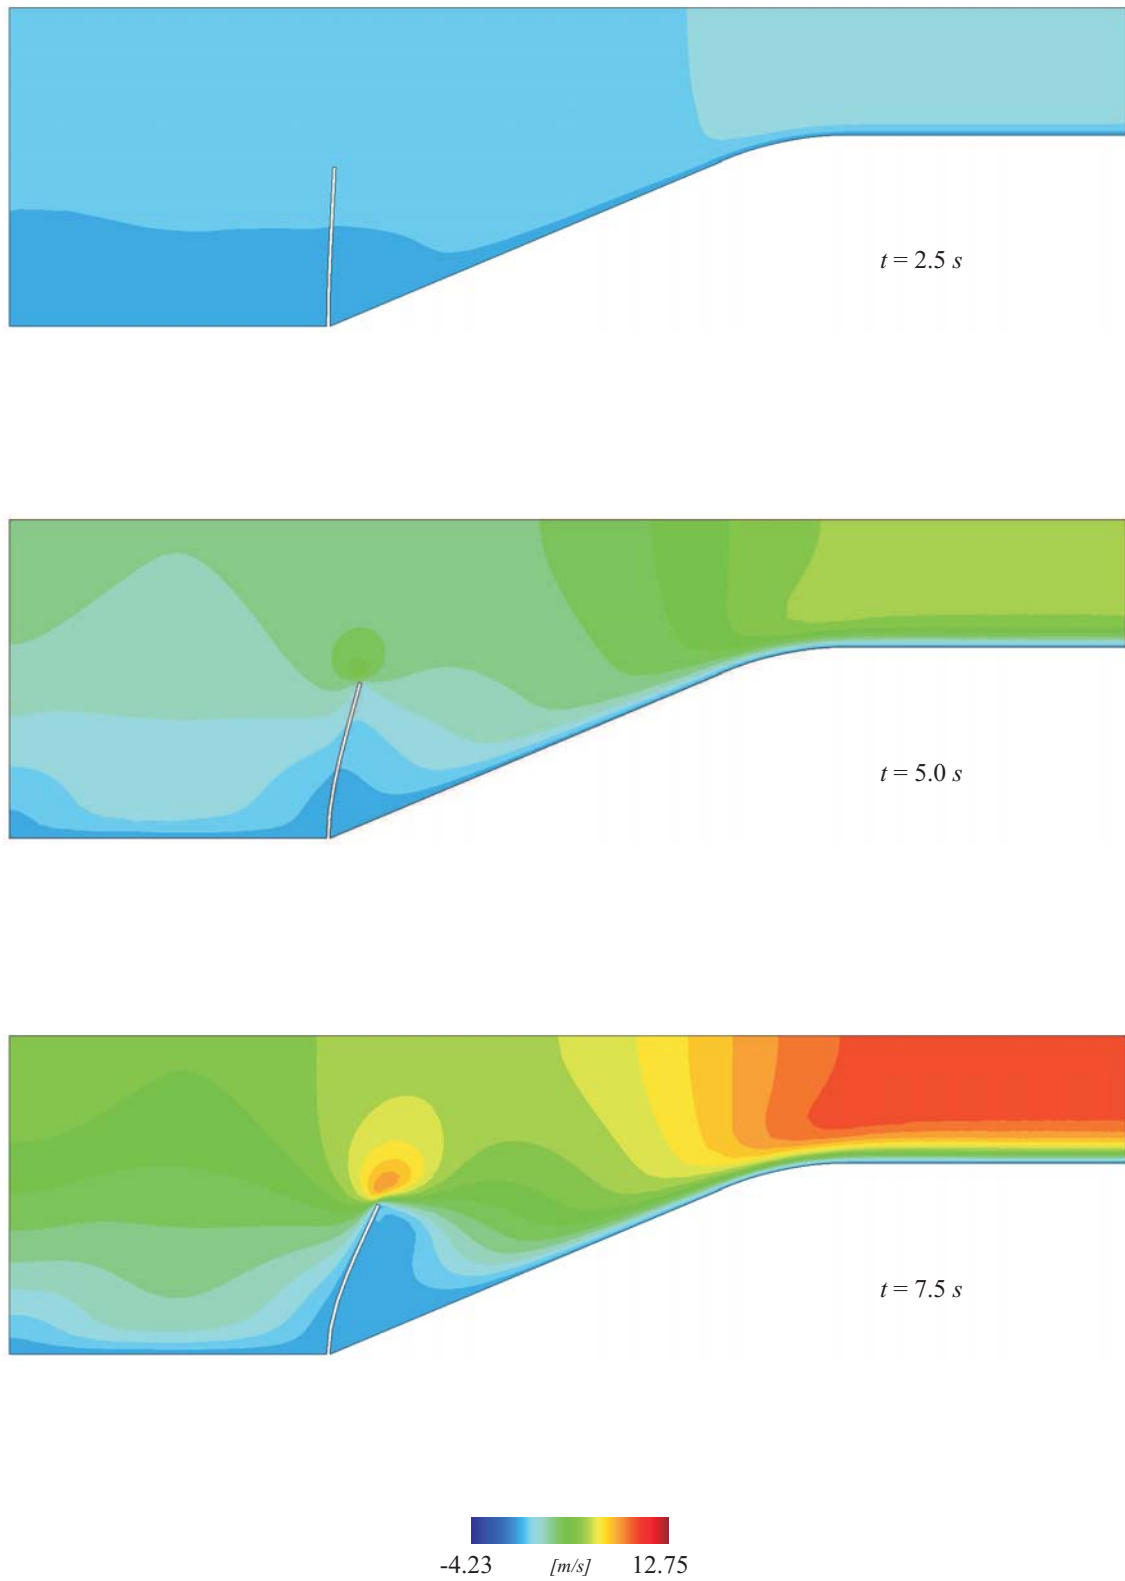 t = 2.5 s
t = 5.0 s
t = 7.5 s
-4.23 [m/s] 12.75